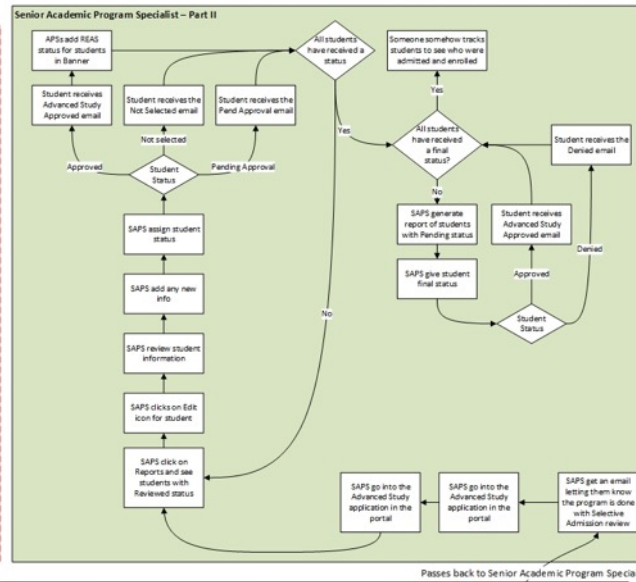 Senior Academic Program Specialist – Part II
APSs add REAS
status for students
in Banner
All students
have received a
status
Someone somehow tracks
students to see who were
admitted and enrolled
Student receives
Advanced Study
Approved email
Student receives the
Not Selected email
Student receives the
Pend Approval email
Yes
Yes
All students
have received
a final
status?
Student receives the
Denied email
Not selected
Approved
Student
Status
Pending Approval
No
SAPS assign student
status
SAPS generate
report of students
with Pending status
Student receives
Advanced Study
Approved email
Denied
SAPS add any new
info
SAPS give student
final status
Approved
No
Student
Status
SAPS review student
information
SAPS clicks on Edit
icon for student
SAPS click on
Reports and see
students with
Reviewed status
SAPS go into the
Advanced Study
application in the
portal
SAPS go into the
Advanced Study
application in the
portal
SAPS get an email
letting them know
the program is done
with Selective
Admission review
Passes back to Senior Academic Program Specia